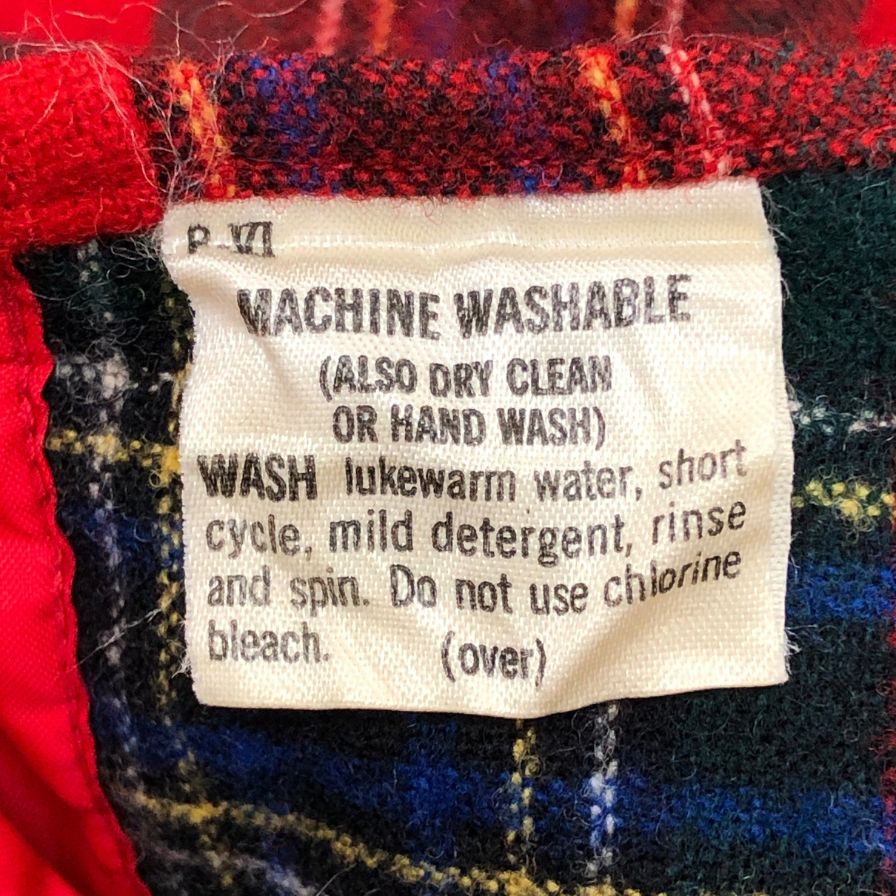 MACHINE WASHABLE
(ALSO DRY CLEAN
OR HAND WASH)
WASH lukewarm water, short
cycle, mild detergent, rinse
and spin. Do not use chlorine
bleach. (over)